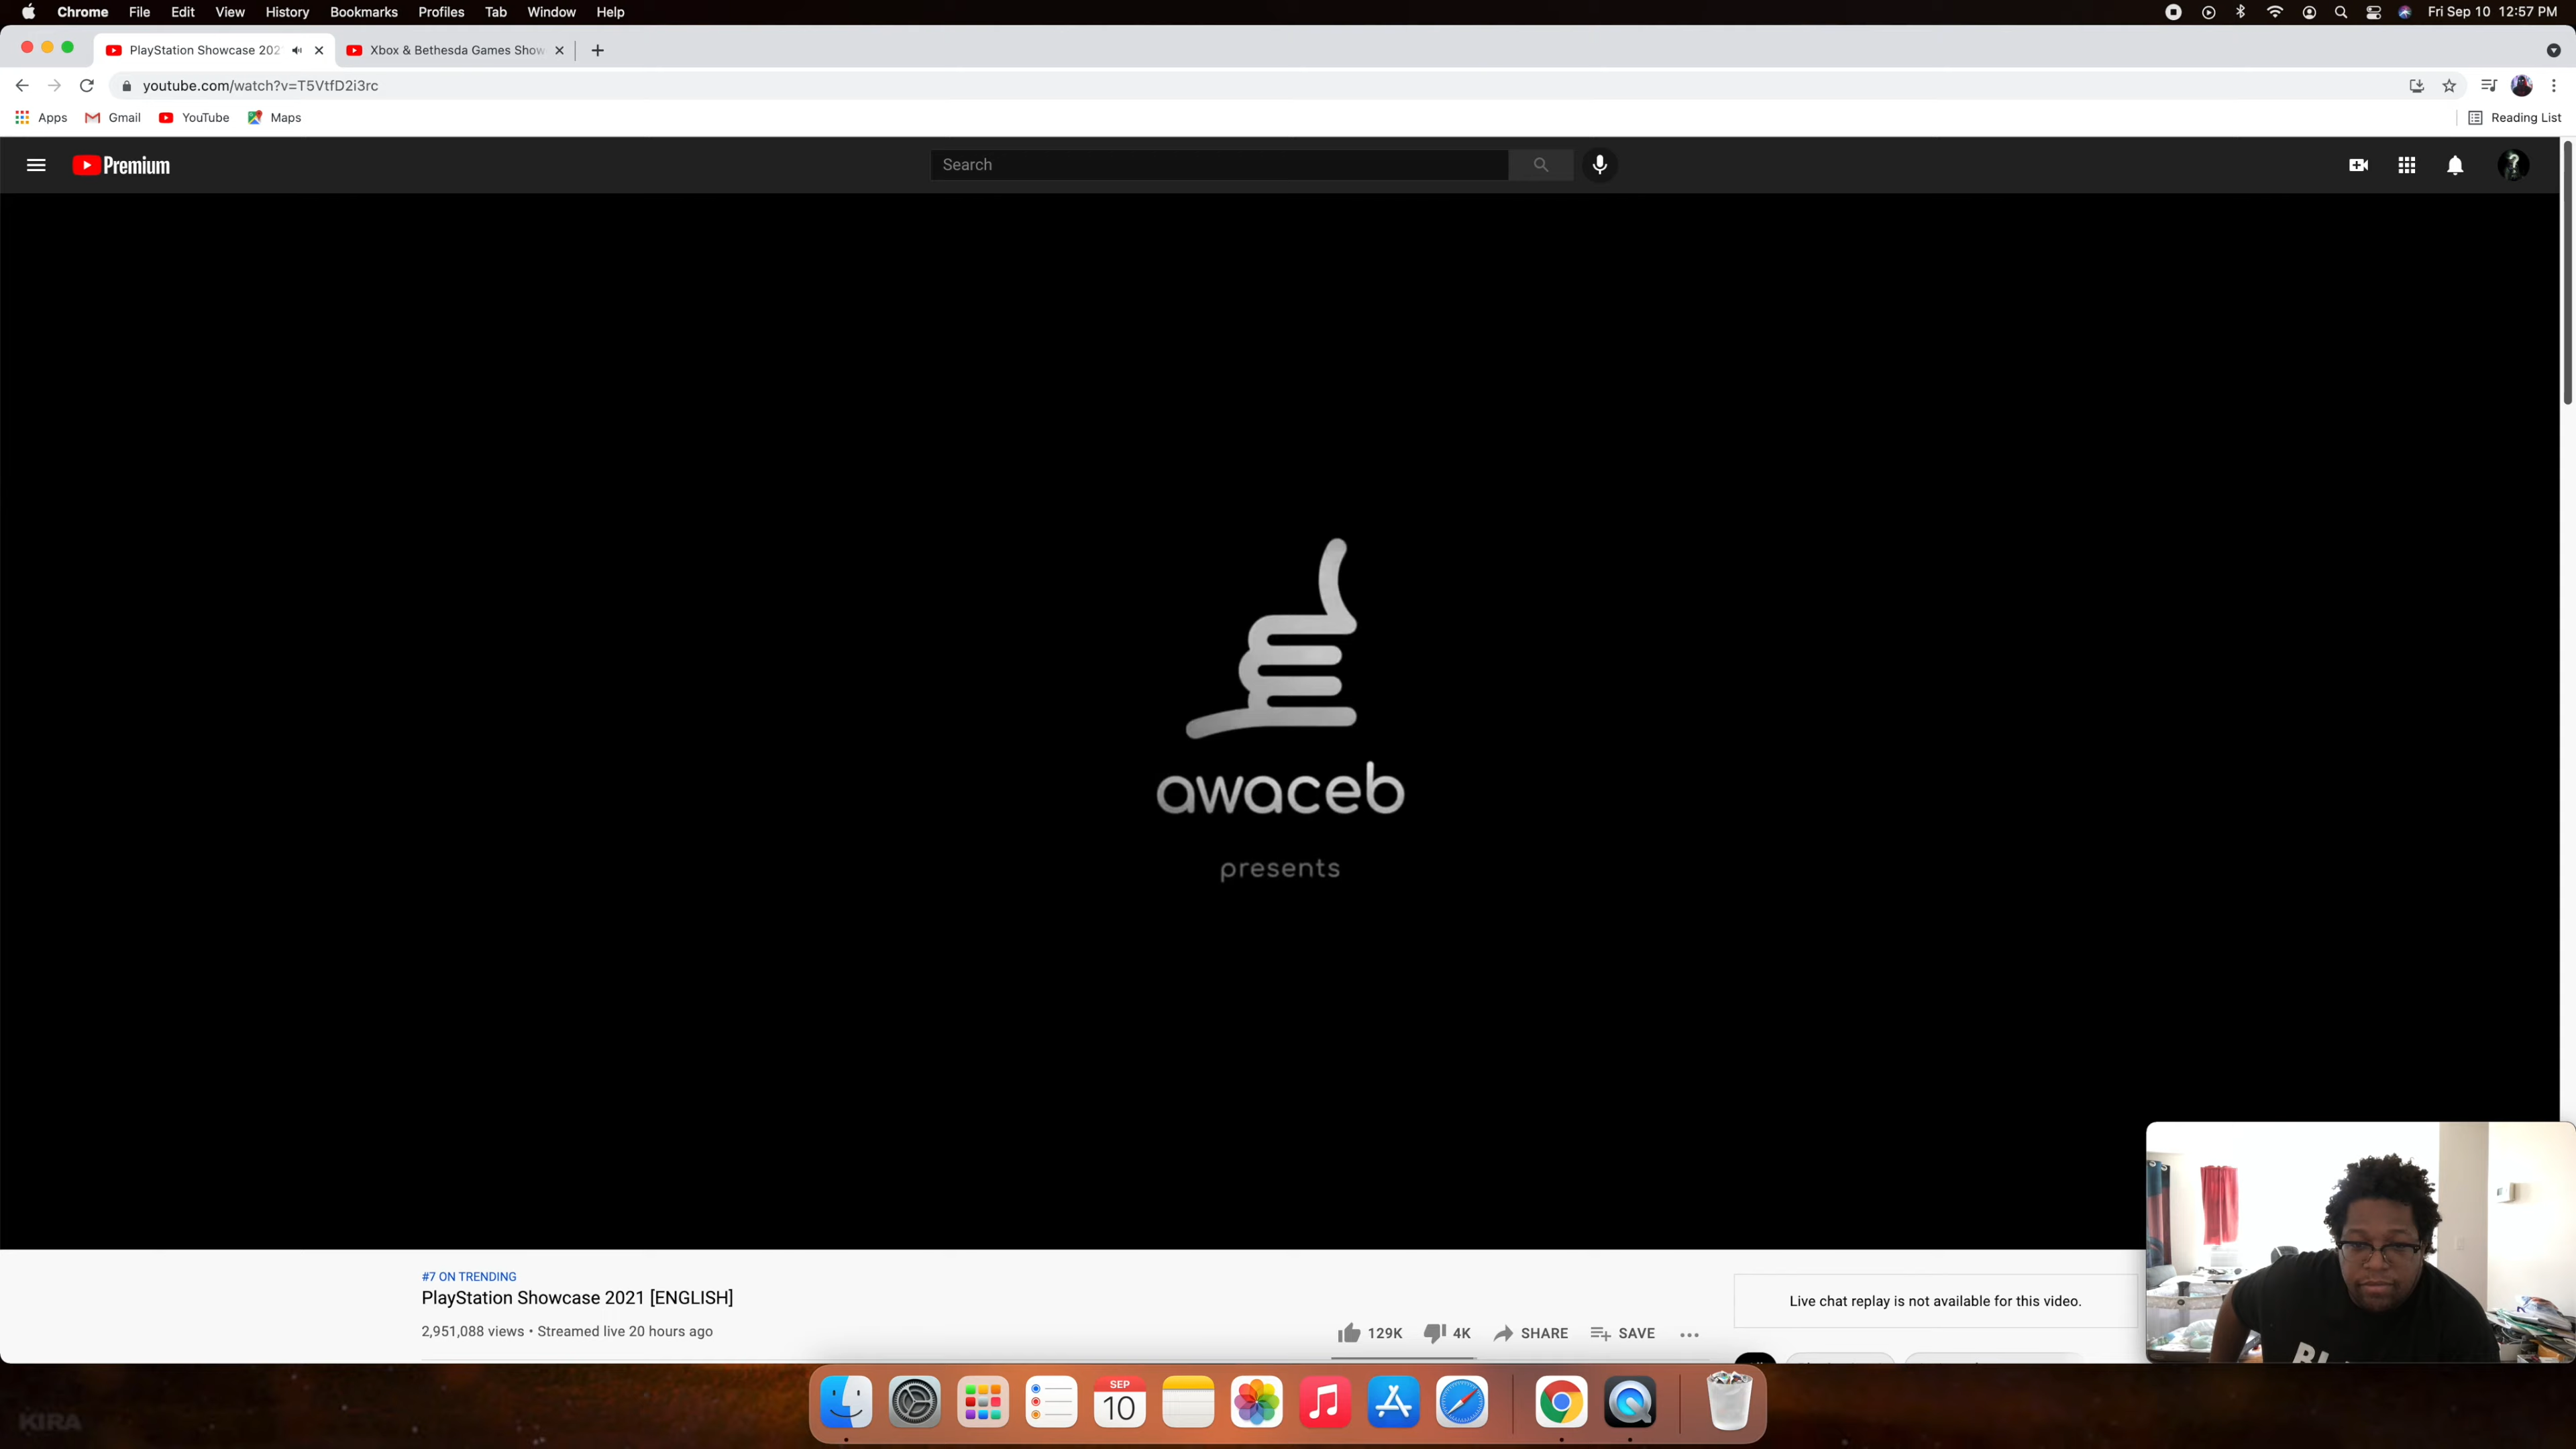 Chrome File Edit View History Bookmarks Profiles Tab Window Help Fri Sep 10 12:57 PM
PlayStation Showcase 202 Xbox & Bethesda Games Show
youtube.com/watch?v=T5VtfD2i3rc
Apps Gmail YouTube Maps Reading List
Premium Search
awaceb
presents
#7 ON TRENDING
PlayStation Showcase 2021 [ENGLISH]
2,951,088 views • Streamed live 20 hours ago
129K 4K SHARE SAVE
Live chat replay is not available for this video.
SEP
10
KIRA